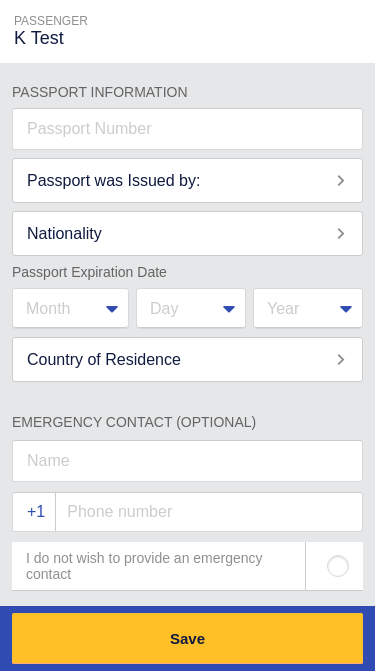 PASSENGER
K Test
PASSPORT INFORMATION
Passport Number
Passport was Issued by:
Nationality
Passport Expiration Date
Month Day Year
Country of Residence
EMERGENCY CONTACT (OPTIONAL)
Name
+1 Phone number
I do not wish to provide an emergency
contact
Save